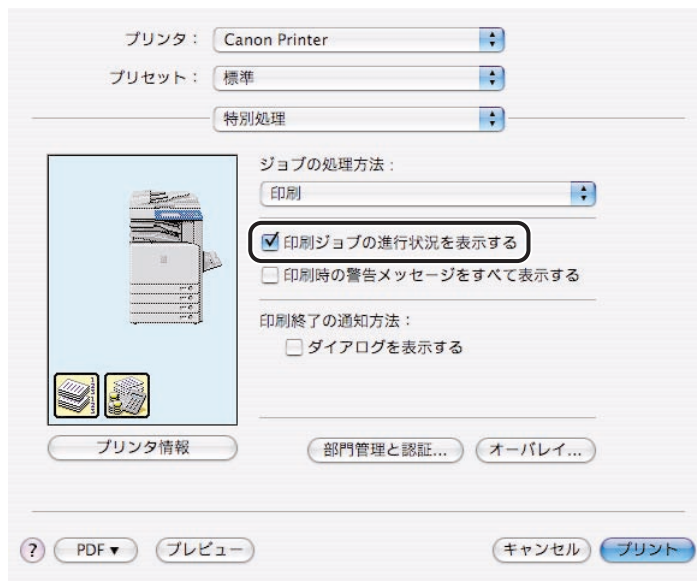 プリンタ： Canon Printer
プリセット： 標準
特別処理
ジョブの処理方法：
印刷
印刷ジョブの進行状況を表示する
印刷時の警告メッセージをすべて表示する
印刷終了の通知方法：
ダイアログを表示する
プリンタ情報 部門管理と認証... オーバレイ...
? PDF▼ プレビュー キャンセル プリント